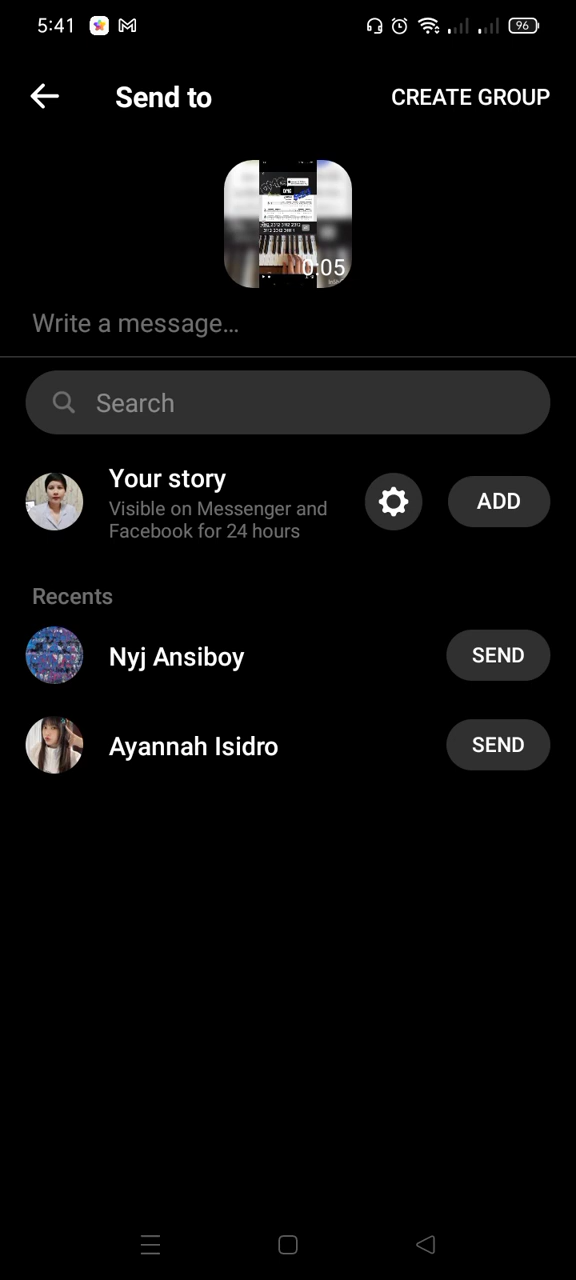 5:41
96
Send to
CREATE GROUP
0:05
Write a message...
Search
Your story
Visible on Messenger and
Facebook for 24 hours
ADD
Recents
Nyj Ansiboy
SEND
Ayannah Isidro
SEND